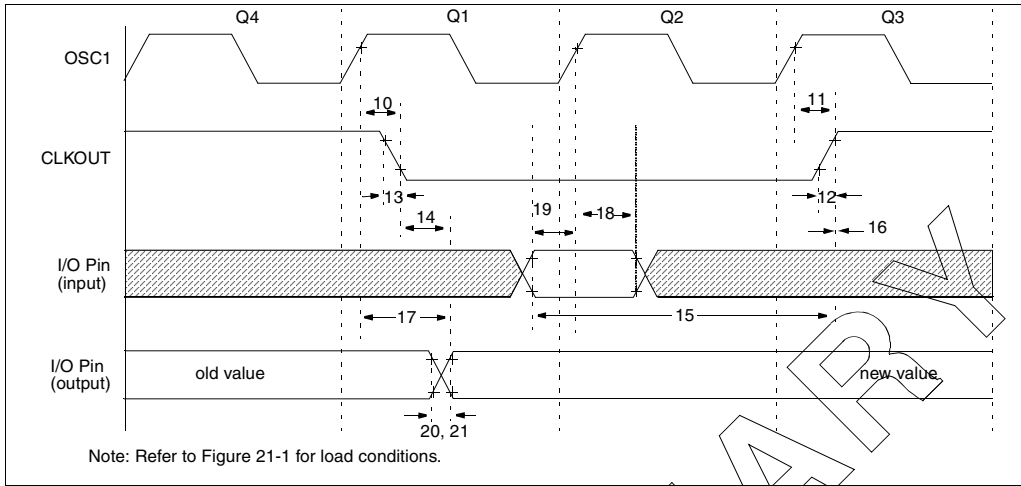 Q4 Q1 Q2 Q3
OSC1
10 11
CLKOUT
13 12
14 19 18 16
I/O Pin
(input)
17 15
I/O Pin
(output)
old value new value
20, 21
Note: Refer to Figure 21-1 for load conditions.
A R Y